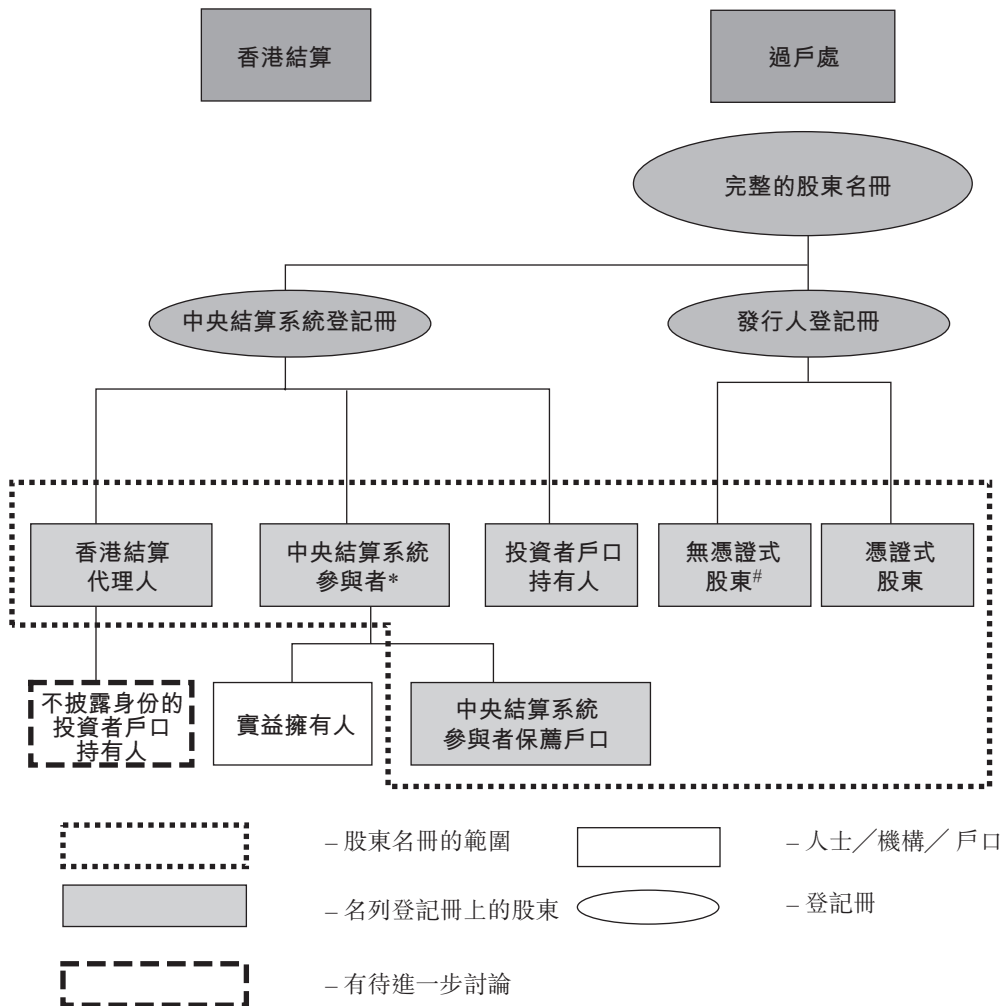 香港結算
過戶處
完整的股東名冊
中央結算系統登記冊
發行人登記冊
香港結算
代理人
中央結算系統
參與者*
投資者戶口
持有人
無憑證式
股東#
憑證式
股東
不披露身份的
投資者戶口
持有人
實益擁有人
中央結算系統
參與者保薦戶口
– 股東名冊的範圍
– 人士／機構／戶口
– 名列登記冊上的股東
– 登記冊
– 有待進一步討論